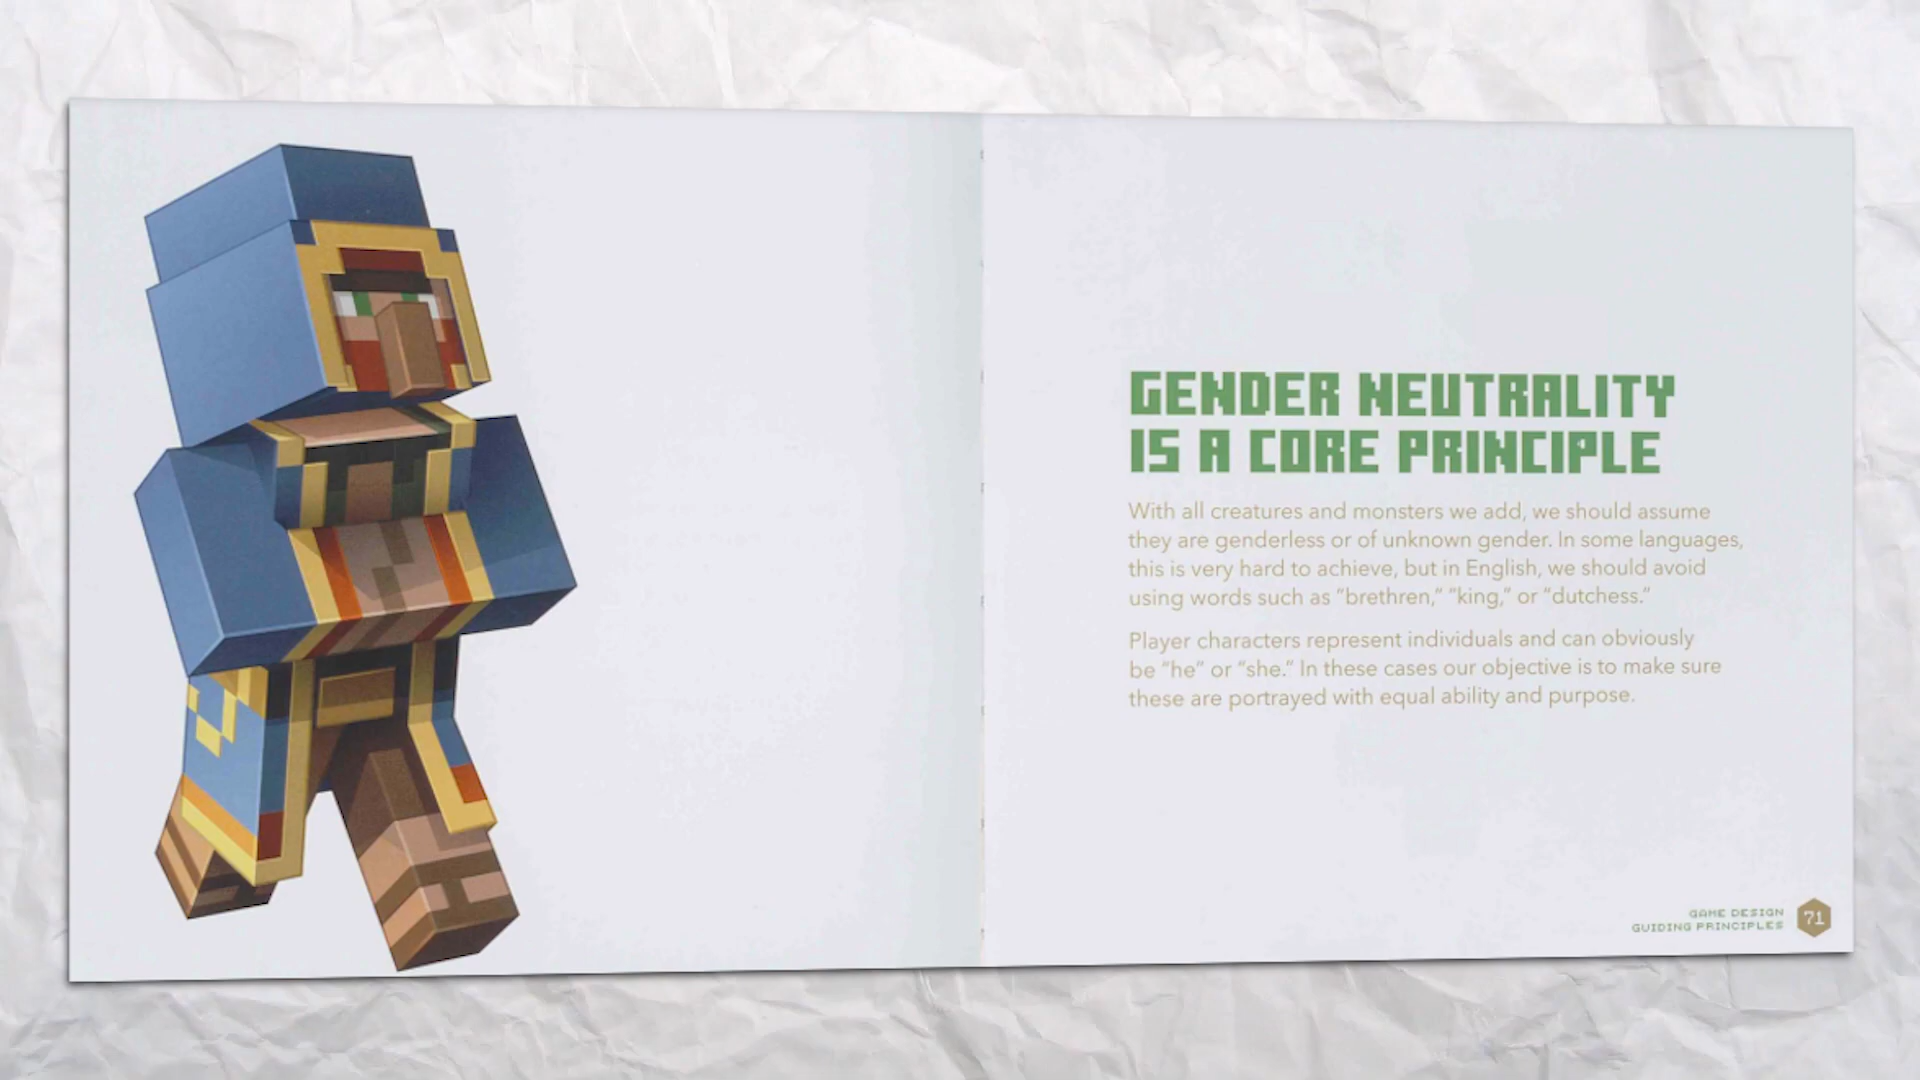 GENDER NEUTRALITY
IS A CORE PRINCIPLE
With all creatures and monsters we add, we should assume
they are genderless or of unknown gender. In some languages,
this is very hard to achieve, but in English, we should avoid
using words such as “brethren,” “king,” or “dutchess.”
Player characters represent individuals and can obviously
be “he” or “she.” In these cases our objective is to make sure
these are portrayed with equal ability and purpose.
GAME DESIGN
GUIDING PRINCIPLES
71